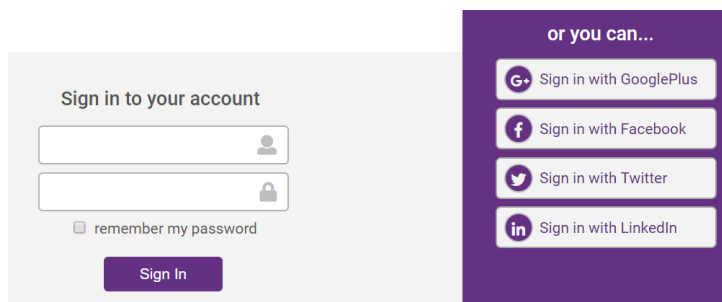 Sign in to your account
remember my password
Sign In
or you can...
G+ Sign in with GooglePlus
f Sign in with Facebook
Sign in with Twitter
in Sign in with LinkedIn